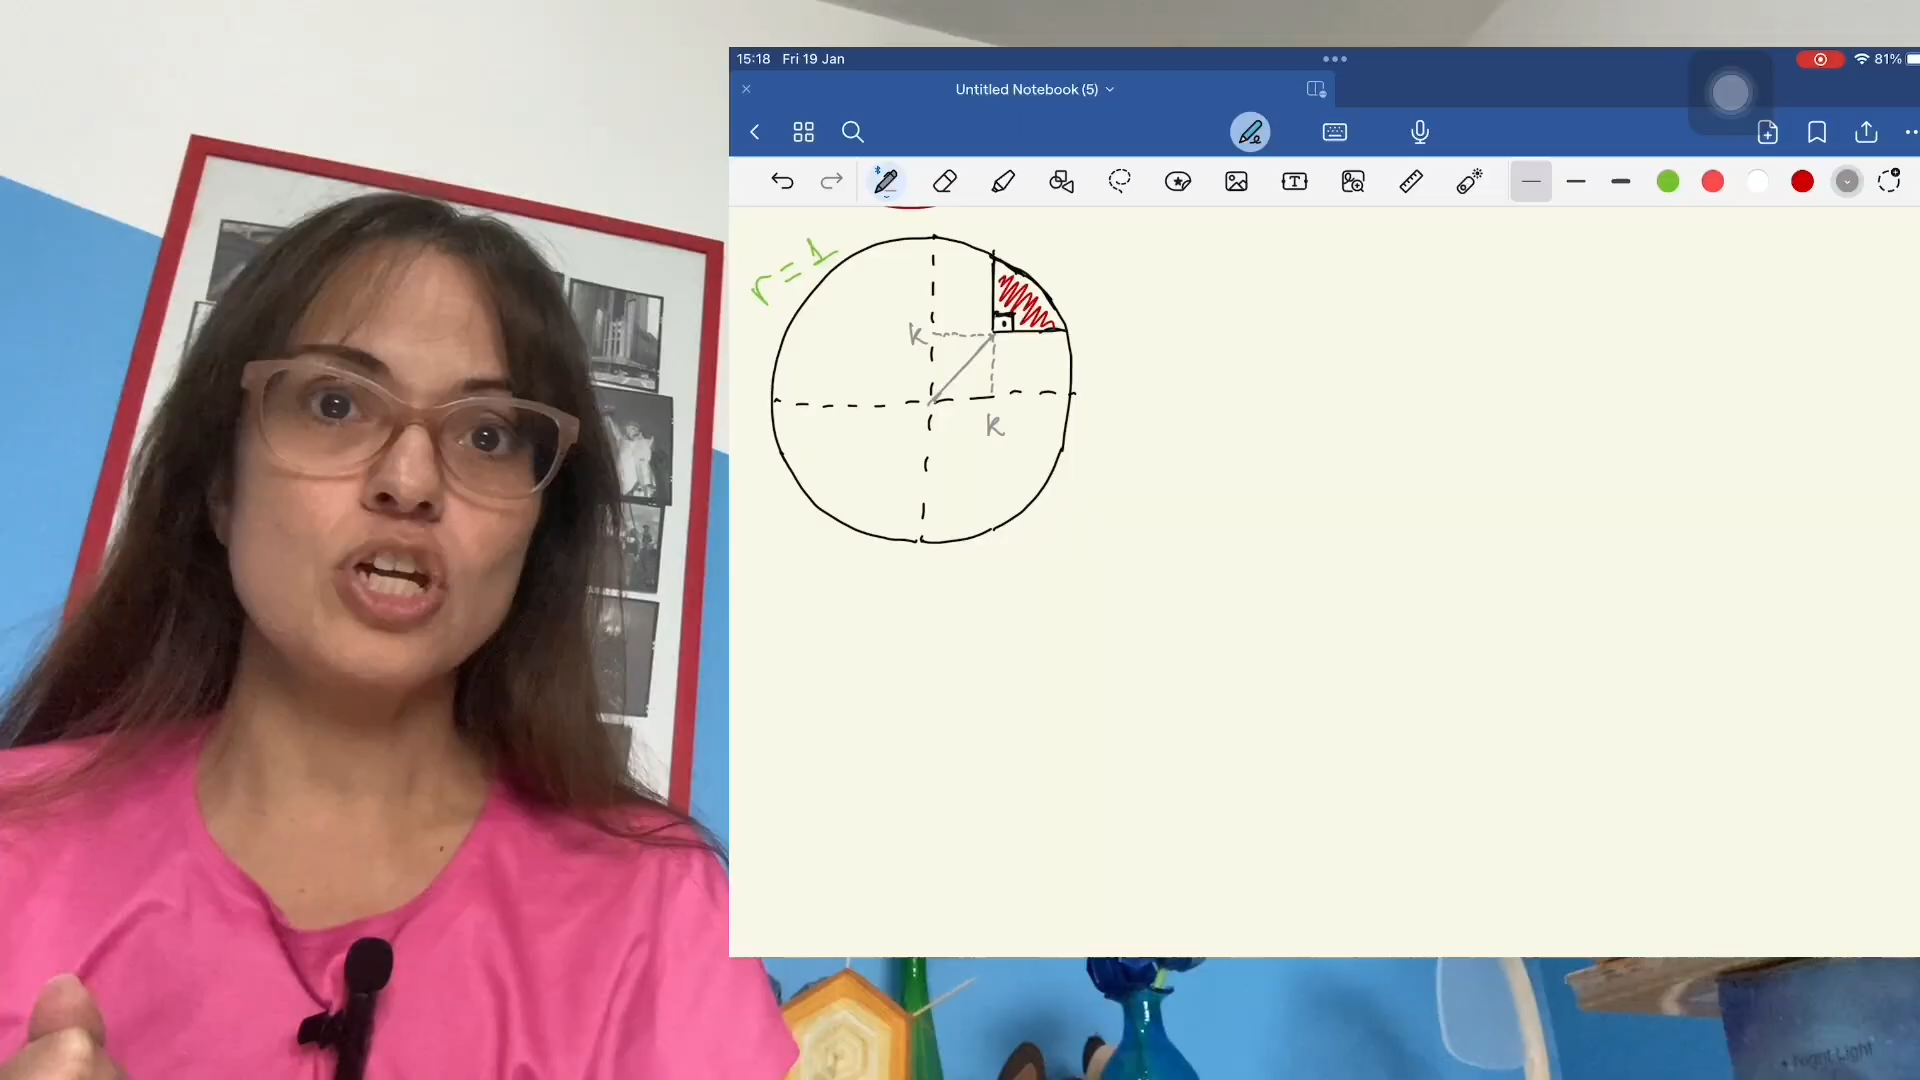 15:18 Fri 19 Jan
81%
Untitled Notebook (5)
r = 1
k
k
Night Light